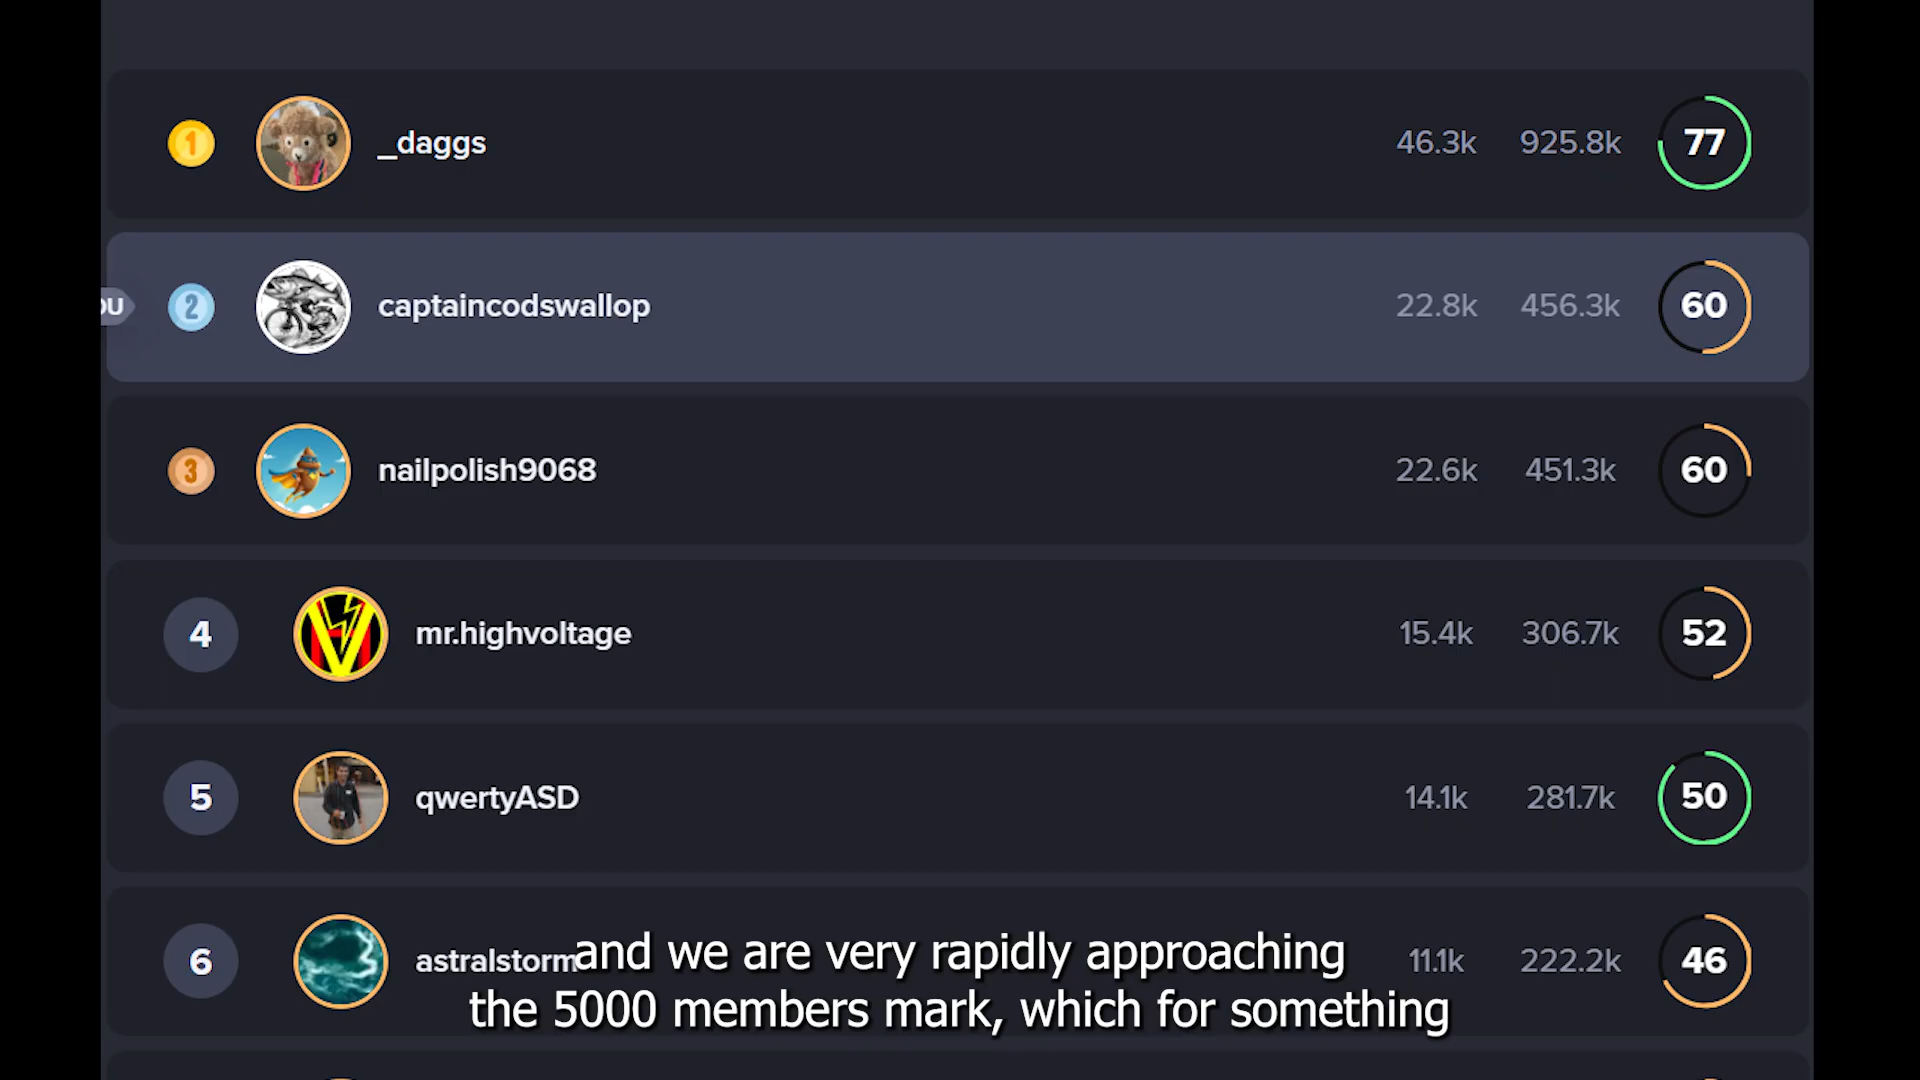 1 _daggs 46.3k 925.8k 77
OU 2 captaincodswallop 22.8k 456.3k 60
3 nailpolish9068 22.6k 451.3k 60
4 mr.highvoltage 15.4k 306.7k 52
5 qwertyASD 14.1k 281.7k 50
6 astralstorm 11.1k 222.2k 46
and we are very rapidly approaching
the 5000 members mark, which for something